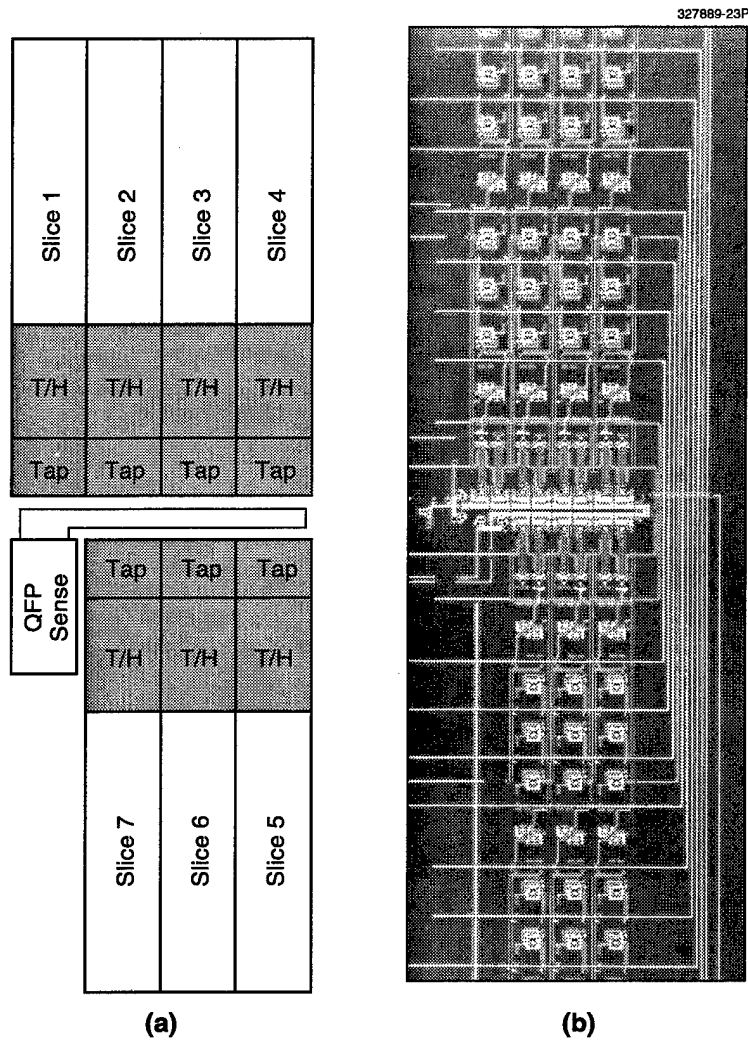 327889-23P
Slice 1
Slice 2
Slice 3
Slice 4
T/H
T/H
T/H
T/H
Tap
Tap
Tap
Tap
QFP
Sense
Tap
Tap
Tap
T/H
T/H
T/H
Slice 7
Slice 6
Slice 5
(a)
(b)